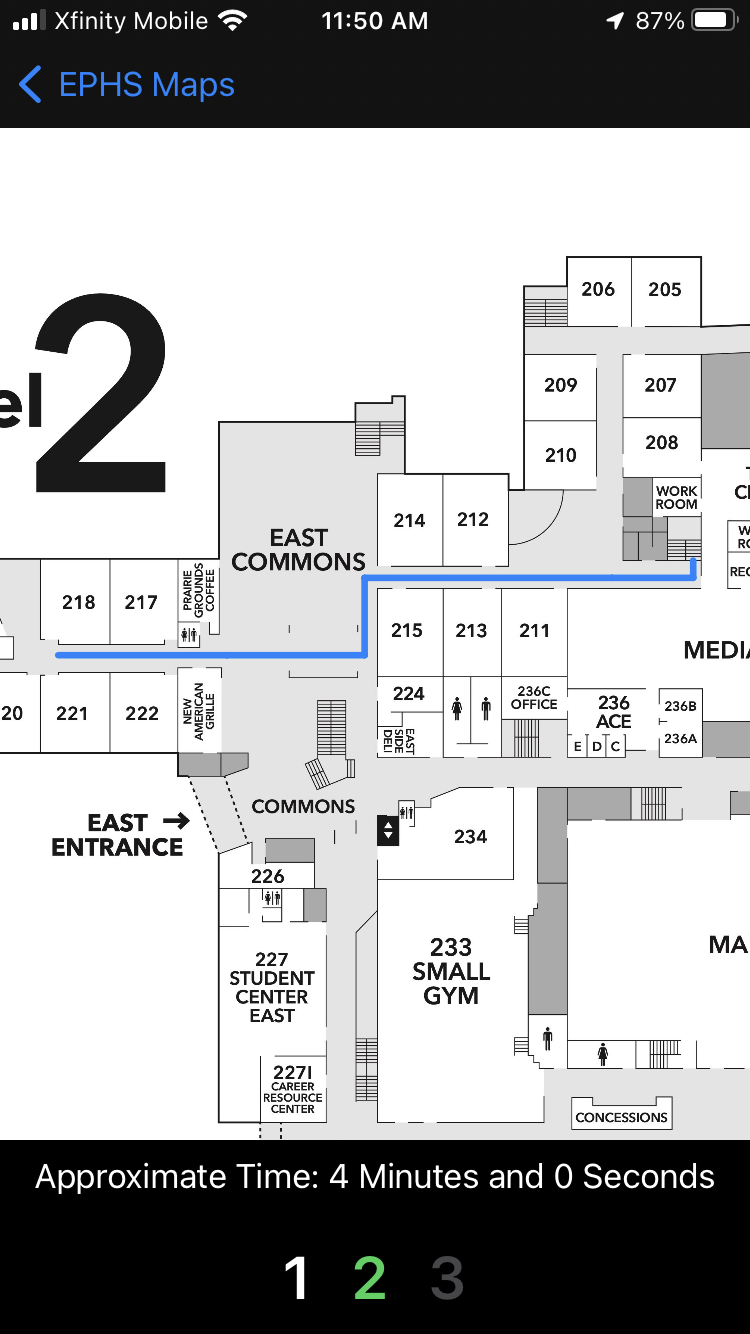 Xfinity Mobile
11:50 AM
87%
EPHS Maps
el 2
206
205
209
207
210
208
WORK
ROOM
214
212
EAST
COMMONS
218
217
PRAIRIE
GROUNDS
COFFEE
215
213
211
MEDIA
20
221
222
NEW
AMERICAN
GRILLE
224
236C
OFFICE
236
ACE
236B
236A
E D C
EAST
SIDE
DELI
COMMONS
EAST →
ENTRANCE
234
226
227
STUDENT
CENTER
EAST
233
SMALL
GYM
MA
227I
CAREER
RESOURCE
CENTER
CONCESSIONS
Approximate Time: 4 Minutes and 0 Seconds
1 2 3